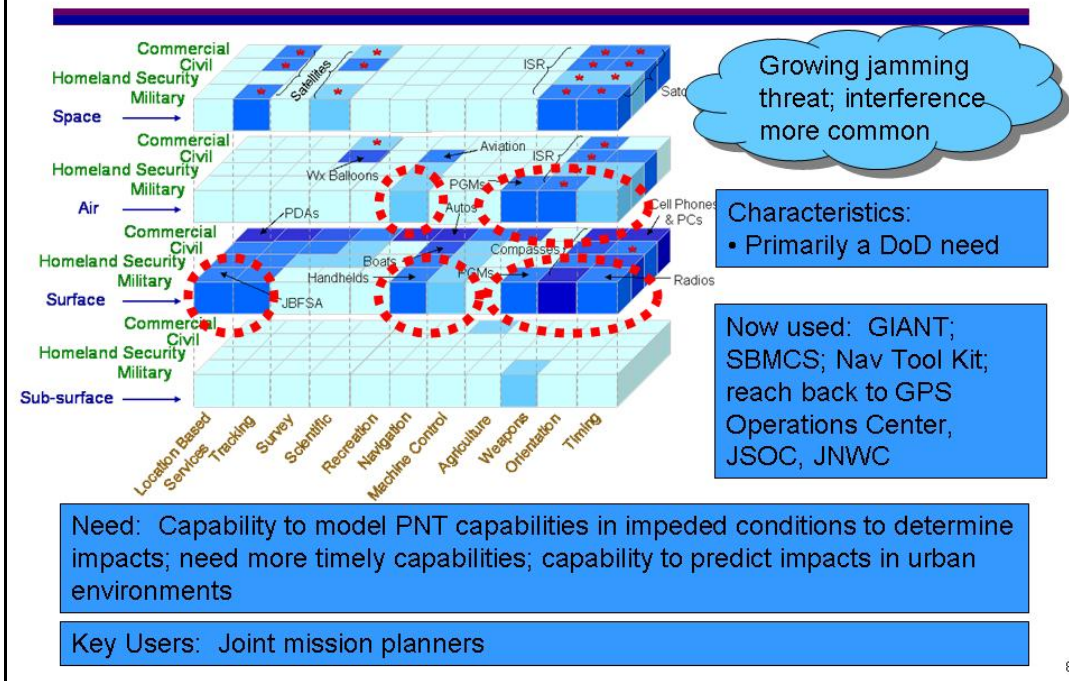 Commercial
Civil
Homeland Security
Military
Space
Satellites
ISR
Growing jamming
threat; interference
more common
Commercial
Civil
Homeland Security
Military
Air
Wx Balloons
Aviation
ISR
PGMs
Commercial
Civil
Homeland Security
Military
Surface
PDAs
Autos
Cell Phones
& PCs
Boats
Compasses
Handhelds
PGMs
Radios
JBFSA
Commercial
Civil
Homeland Security
Military
Sub-surface
Location Based
Services
Tracking
Survey
Scientific
Recreation
Navigation
Machine Control
Agriculture
Weapons
Orientation
Timing
Characteristics:
• Primarily a DoD need
Now used: GIANT;
SBMCS; Nav Tool Kit;
reach back to GPS
Operations Center,
JSOC, JNWC
Need: Capability to model PNT capabilities in impeded conditions to determine
impacts; need more timely capabilities; capability to predict impacts in urban
environments
Key Users: Joint mission planners